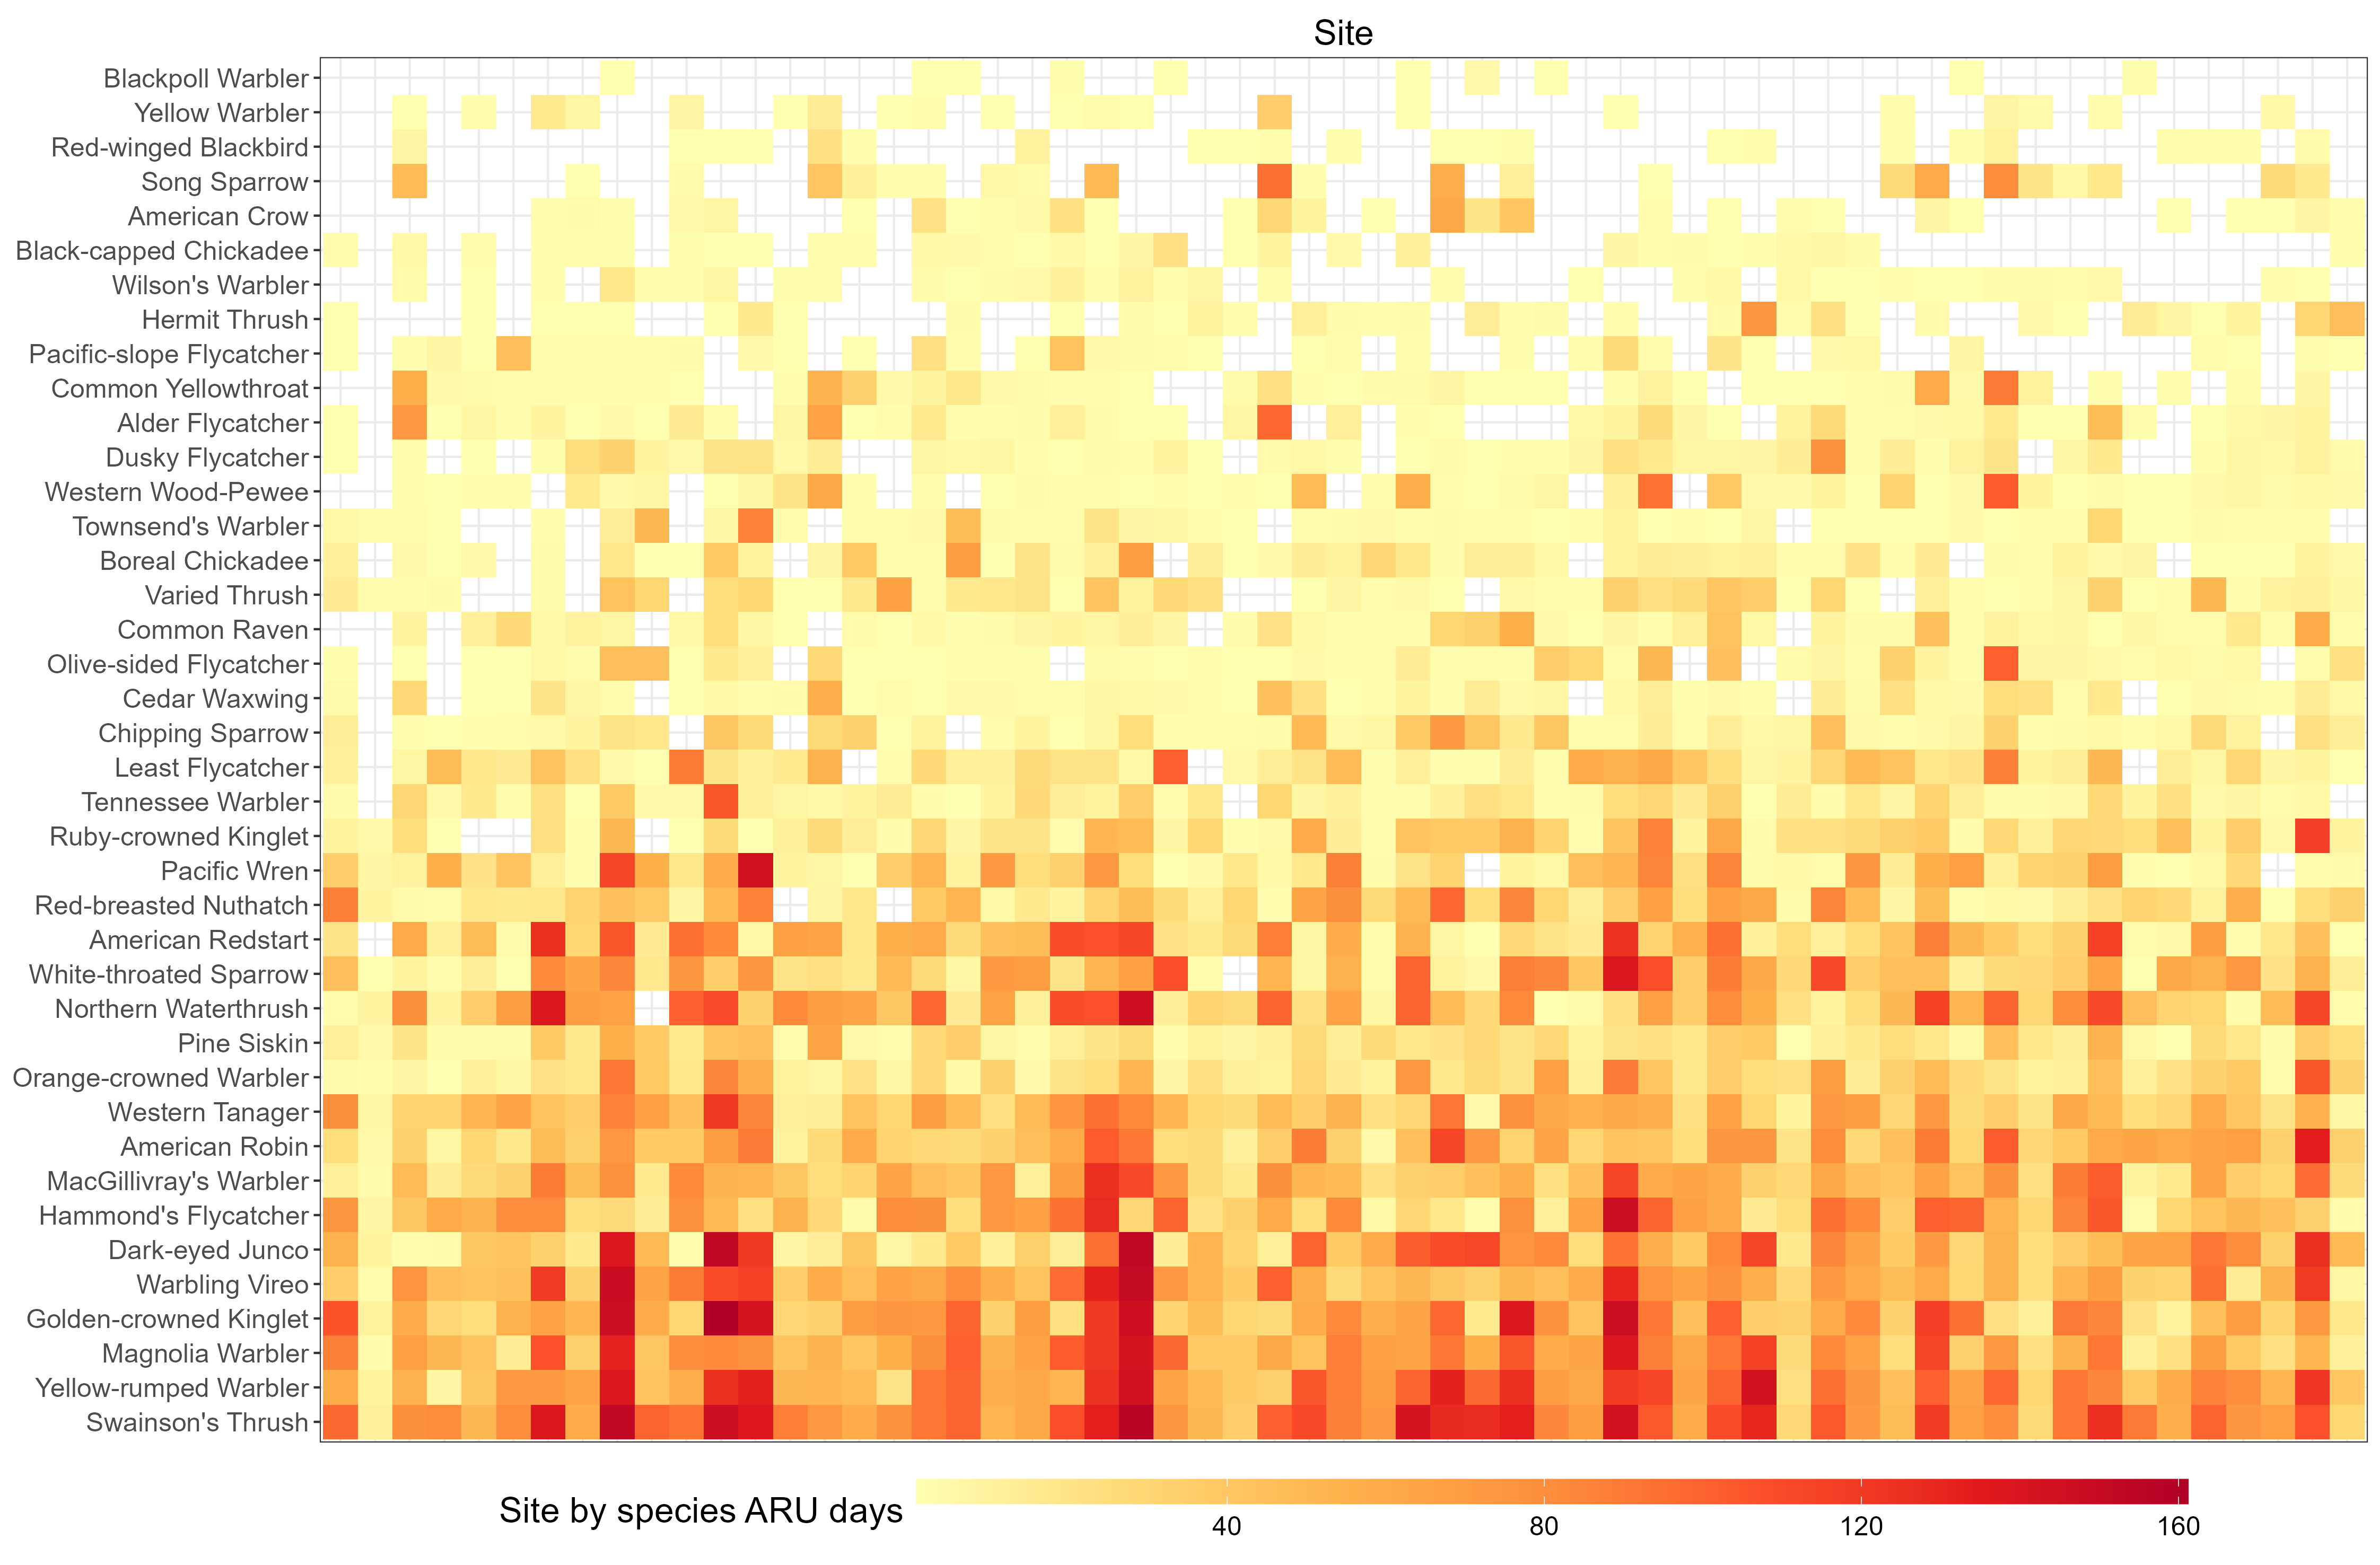 Site
Blackpoll Warbler
Yellow Warbler
Red-winged Blackbird
Song Sparrow
American Crow
Black-capped Chickadee
Wilson's Warbler
Hermit Thrush
Pacific-slope Flycatcher
Common Yellowthroat
Alder Flycatcher
Dusky Flycatcher
Western Wood-Pewee
Townsend's Warbler
Boreal Chickadee
Varied Thrush
Common Raven
Olive-sided Flycatcher
Cedar Waxwing
Chipping Sparrow
Least Flycatcher
Tennessee Warbler
Ruby-crowned Kinglet
Pacific Wren
Red-breasted Nuthatch
American Redstart
White-throated Sparrow
Northern Waterthrush
Pine Siskin
Orange-crowned Warbler
Western Tanager
American Robin
MacGillivray's Warbler
Hammond's Flycatcher
Dark-eyed Junco
Warbling Vireo
Golden-crowned Kinglet
Magnolia Warbler
Yellow-rumped Warbler
Swainson's Thrush
Site by species ARU days
40 80 120 160